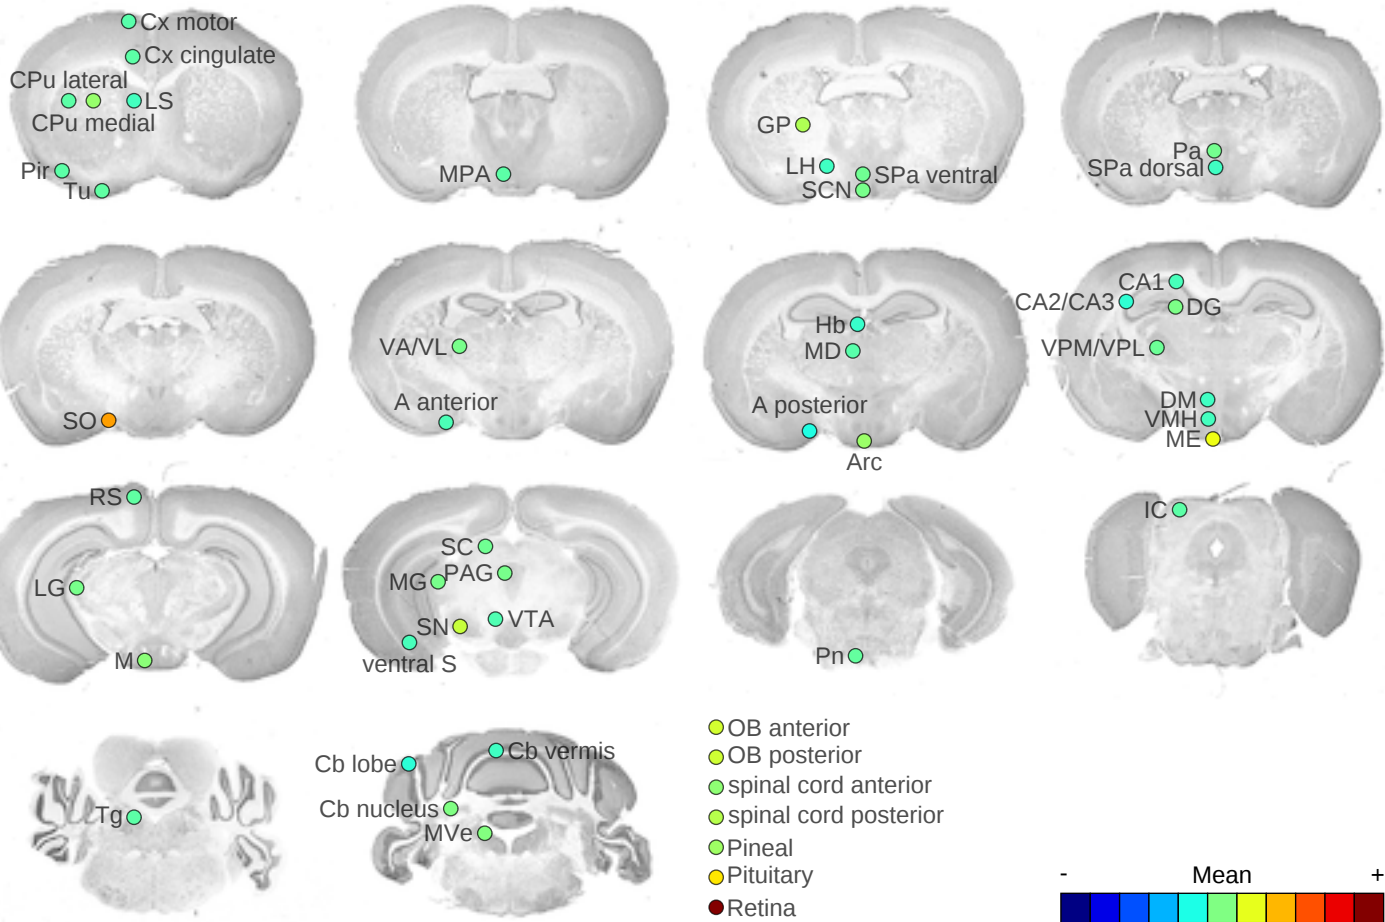 Cx motor
Cx cingulate
CPu lateral
LS
CPu medial
Pir
Tu
MPA
GP
LH
SPa ventral
SCN
Pa
SPa dorsal
SO
VA/VL
A anterior
Hb
MD
A posterior
Arc
CA1
CA2/CA3
DG
VPM/VPL
DM
VMH
ME
RS
LG
M
SC
MG
PAG
SN
VTA
ventral S
Pn
IC
Tg
Cb lobe
Cb vermis
Cb nucleus
MVe
OB anterior
OB posterior
spinal cord anterior
spinal cord posterior
Pineal
Pituitary
Retina
- Mean +